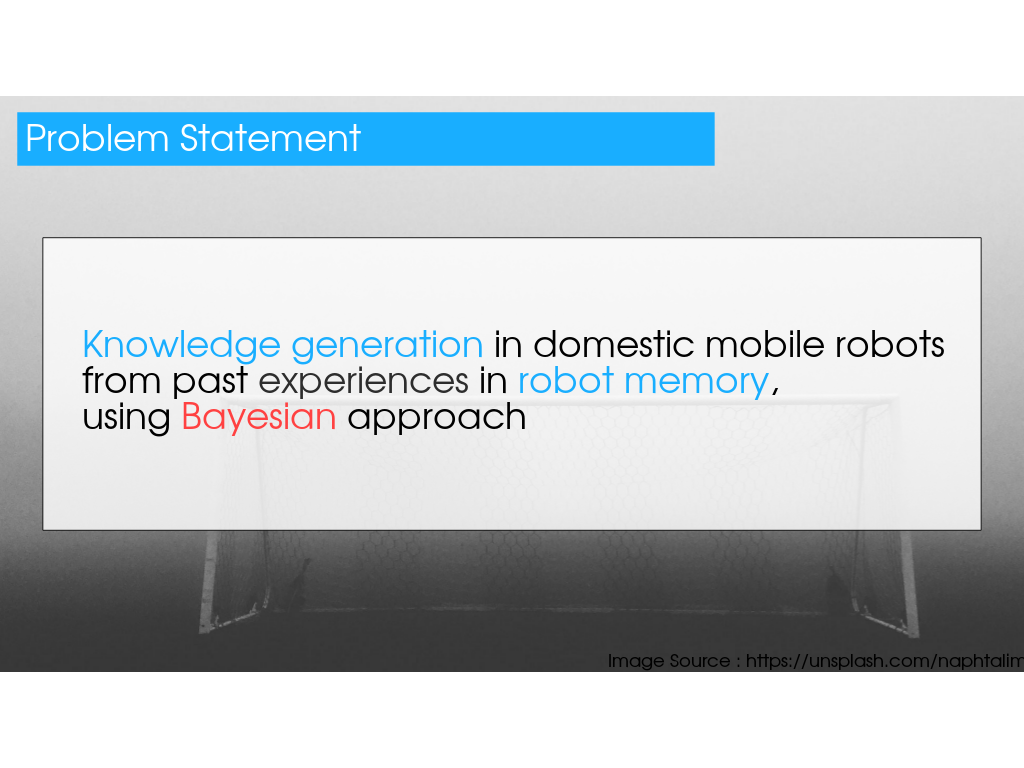 Problem Statement
Knowledge generation in domestic mobile robots
from past experiences in robot memory,
using Bayesian approach
Image Source : https://unsplash.com/naphtalim